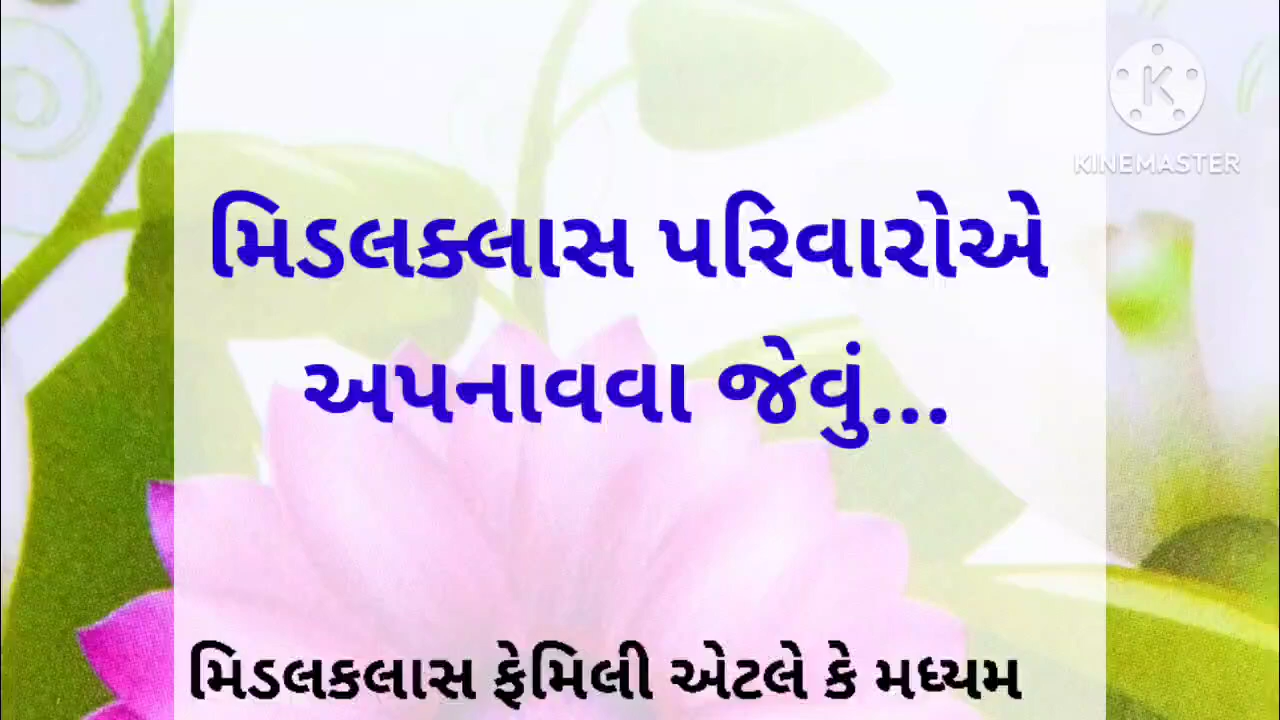 K
KINEMASTER
મિડલક્લાસ પરિવારોએ
અપનાવવા જેવું...
મિડલકલાસ ફેમિલી એટલે કે મધ્યમ